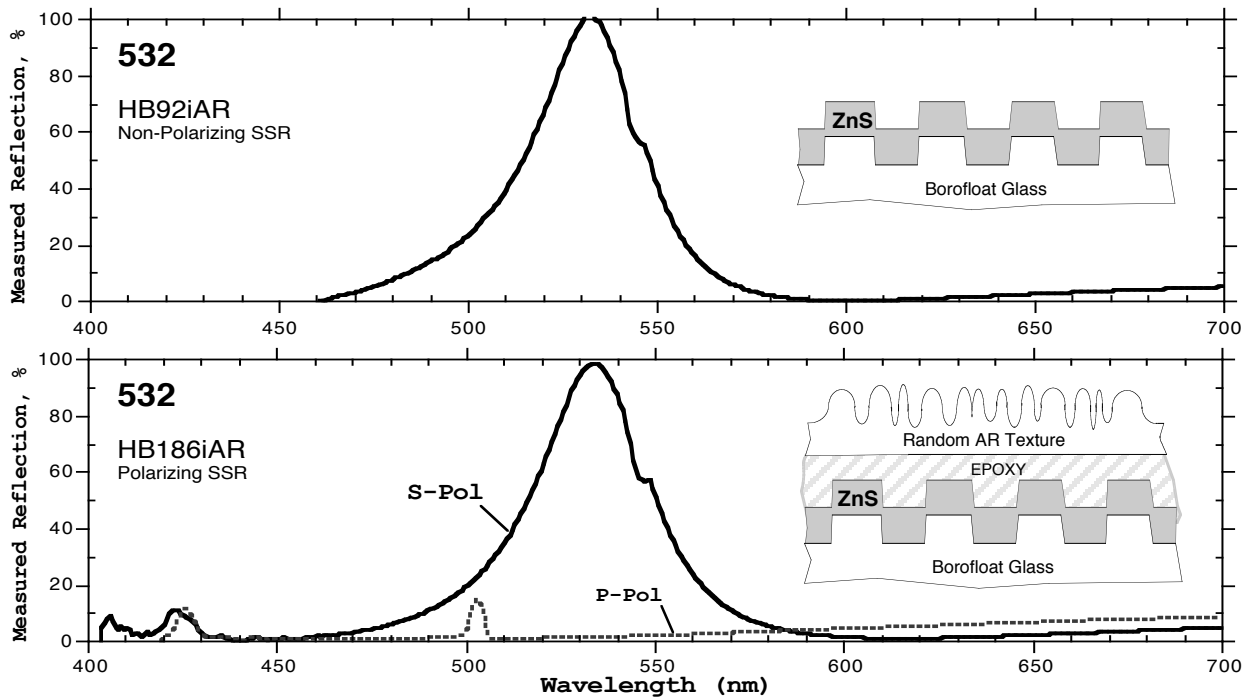 Measured Reflection, %
100
80
60
40
20
0
532
HB92iAR
Non-Polarizing SSR
ZnS
Borofloat Glass
400 450 500 550 600 650 700
Measured Reflection, %
100
80
60
40
20
0
532
HB186iAR
Polarizing SSR
S-Pol
P-Pol
Random AR Texture
EPOXY
ZnS
Borofloat Glass
400 450 500 550 600 650 700
Wavelength (nm)